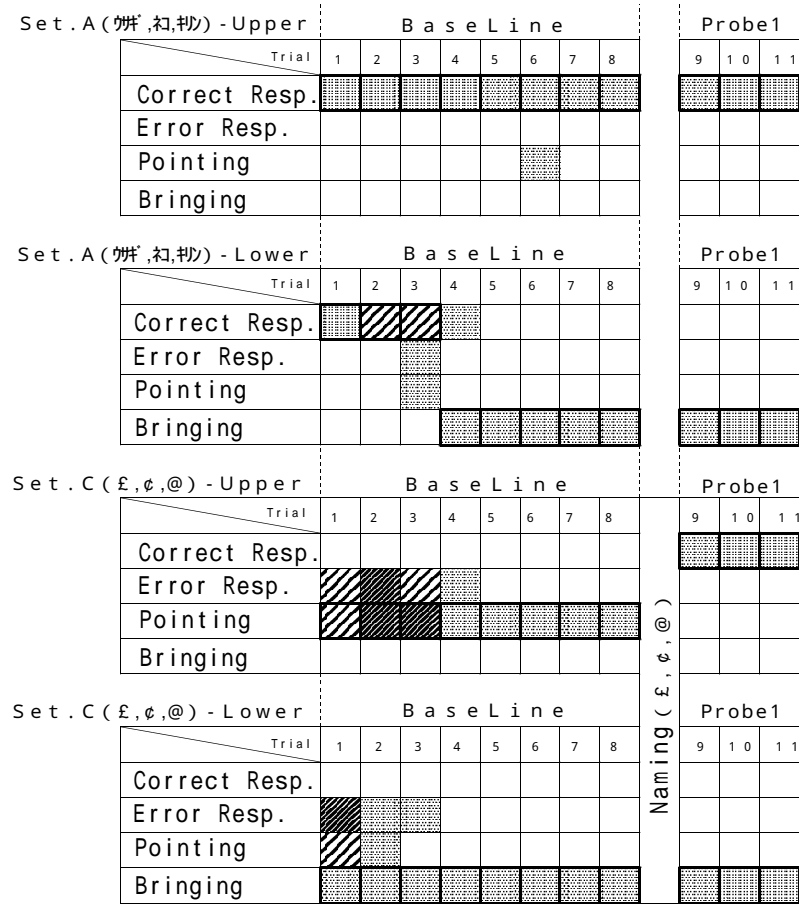 Set.A(ｳｻｷﾞ,ﾈｺ,ｷﾘﾝ)-Upper BaseLine Probe1
Trial 1 2 3 4 5 6 7 8 9 10 11
Correct Resp.
Error Resp.
Pointing
Bringing
Set.A(ｳｻｷﾞ,ﾈｺ,ｷﾘﾝ)-Lower BaseLine Probe1
Trial 1 2 3 4 5 6 7 8 9 10 11
Correct Resp.
Error Resp.
Pointing
Bringing
Set.C(£,¢,@)-Upper BaseLine Probe1
Trial 1 2 3 4 5 6 7 8 9 10 11
Correct Resp.
Error Resp.
Pointing
Bringing
Naming(£,¢,@)
Set.C(£,¢,@)-Lower BaseLine Probe1
Trial 1 2 3 4 5 6 7 8 9 10 11
Correct Resp.
Error Resp.
Pointing
Bringing